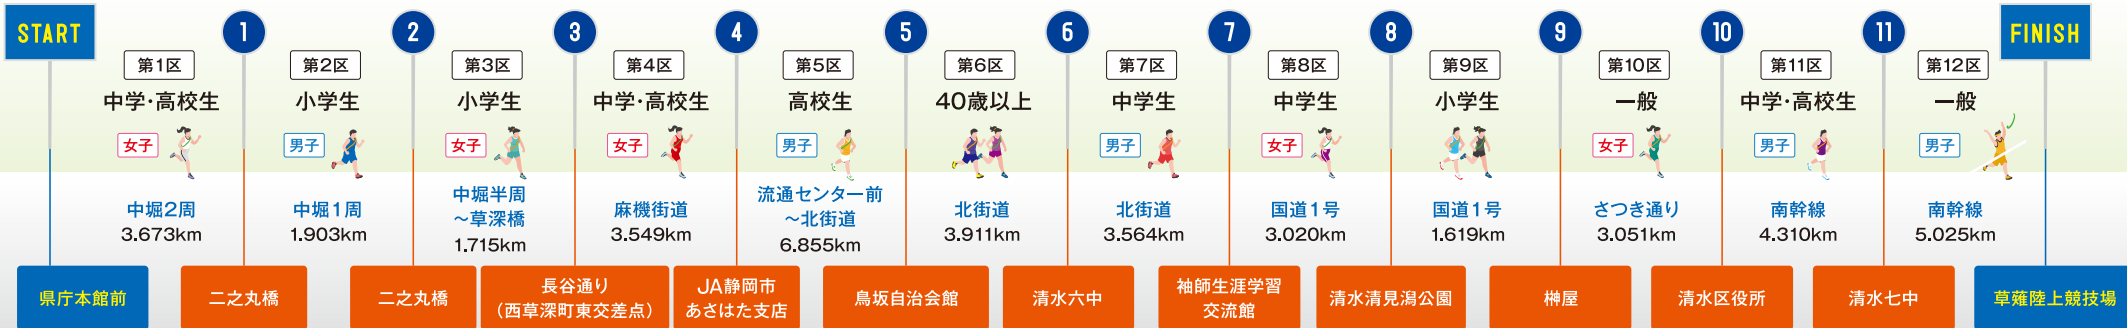 START
1
2
3
4
5
6
7
8
9
10
11
FINISH
第1区
中学・高校生
女子
中堀2周
3.673km
第2区
小学生
男子
中堀1周
1.903km
第3区
小学生
女子
中堀半周
～草深橋
1.715km
第4区
中学・高校生
女子
麻機街道
3.549km
第5区
高校生
男子
流通センター前
～北街道
6.855km
第6区
40歳以上
北街道
3.911km
第7区
中学生
男子
北街道
3.564km
第8区
中学生
女子
国道1号
3.020km
第9区
小学生
国道1号
1.619km
第10区
一般
女子
さつき通り
3.051km
第11区
中学・高校生
男子
南幹線
4.310km
第12区
一般
男子
南幹線
5.025km
県庁本館前
二之丸橋
二之丸橋
長谷通り
（西草深町東交差点）
JA静岡市
あさはた支店
鳥坂自治会館
清水六中
袖師生涯学習
交流館
清水清見潟公園
榊屋
清水区役所
清水七中
草薙陸上競技場